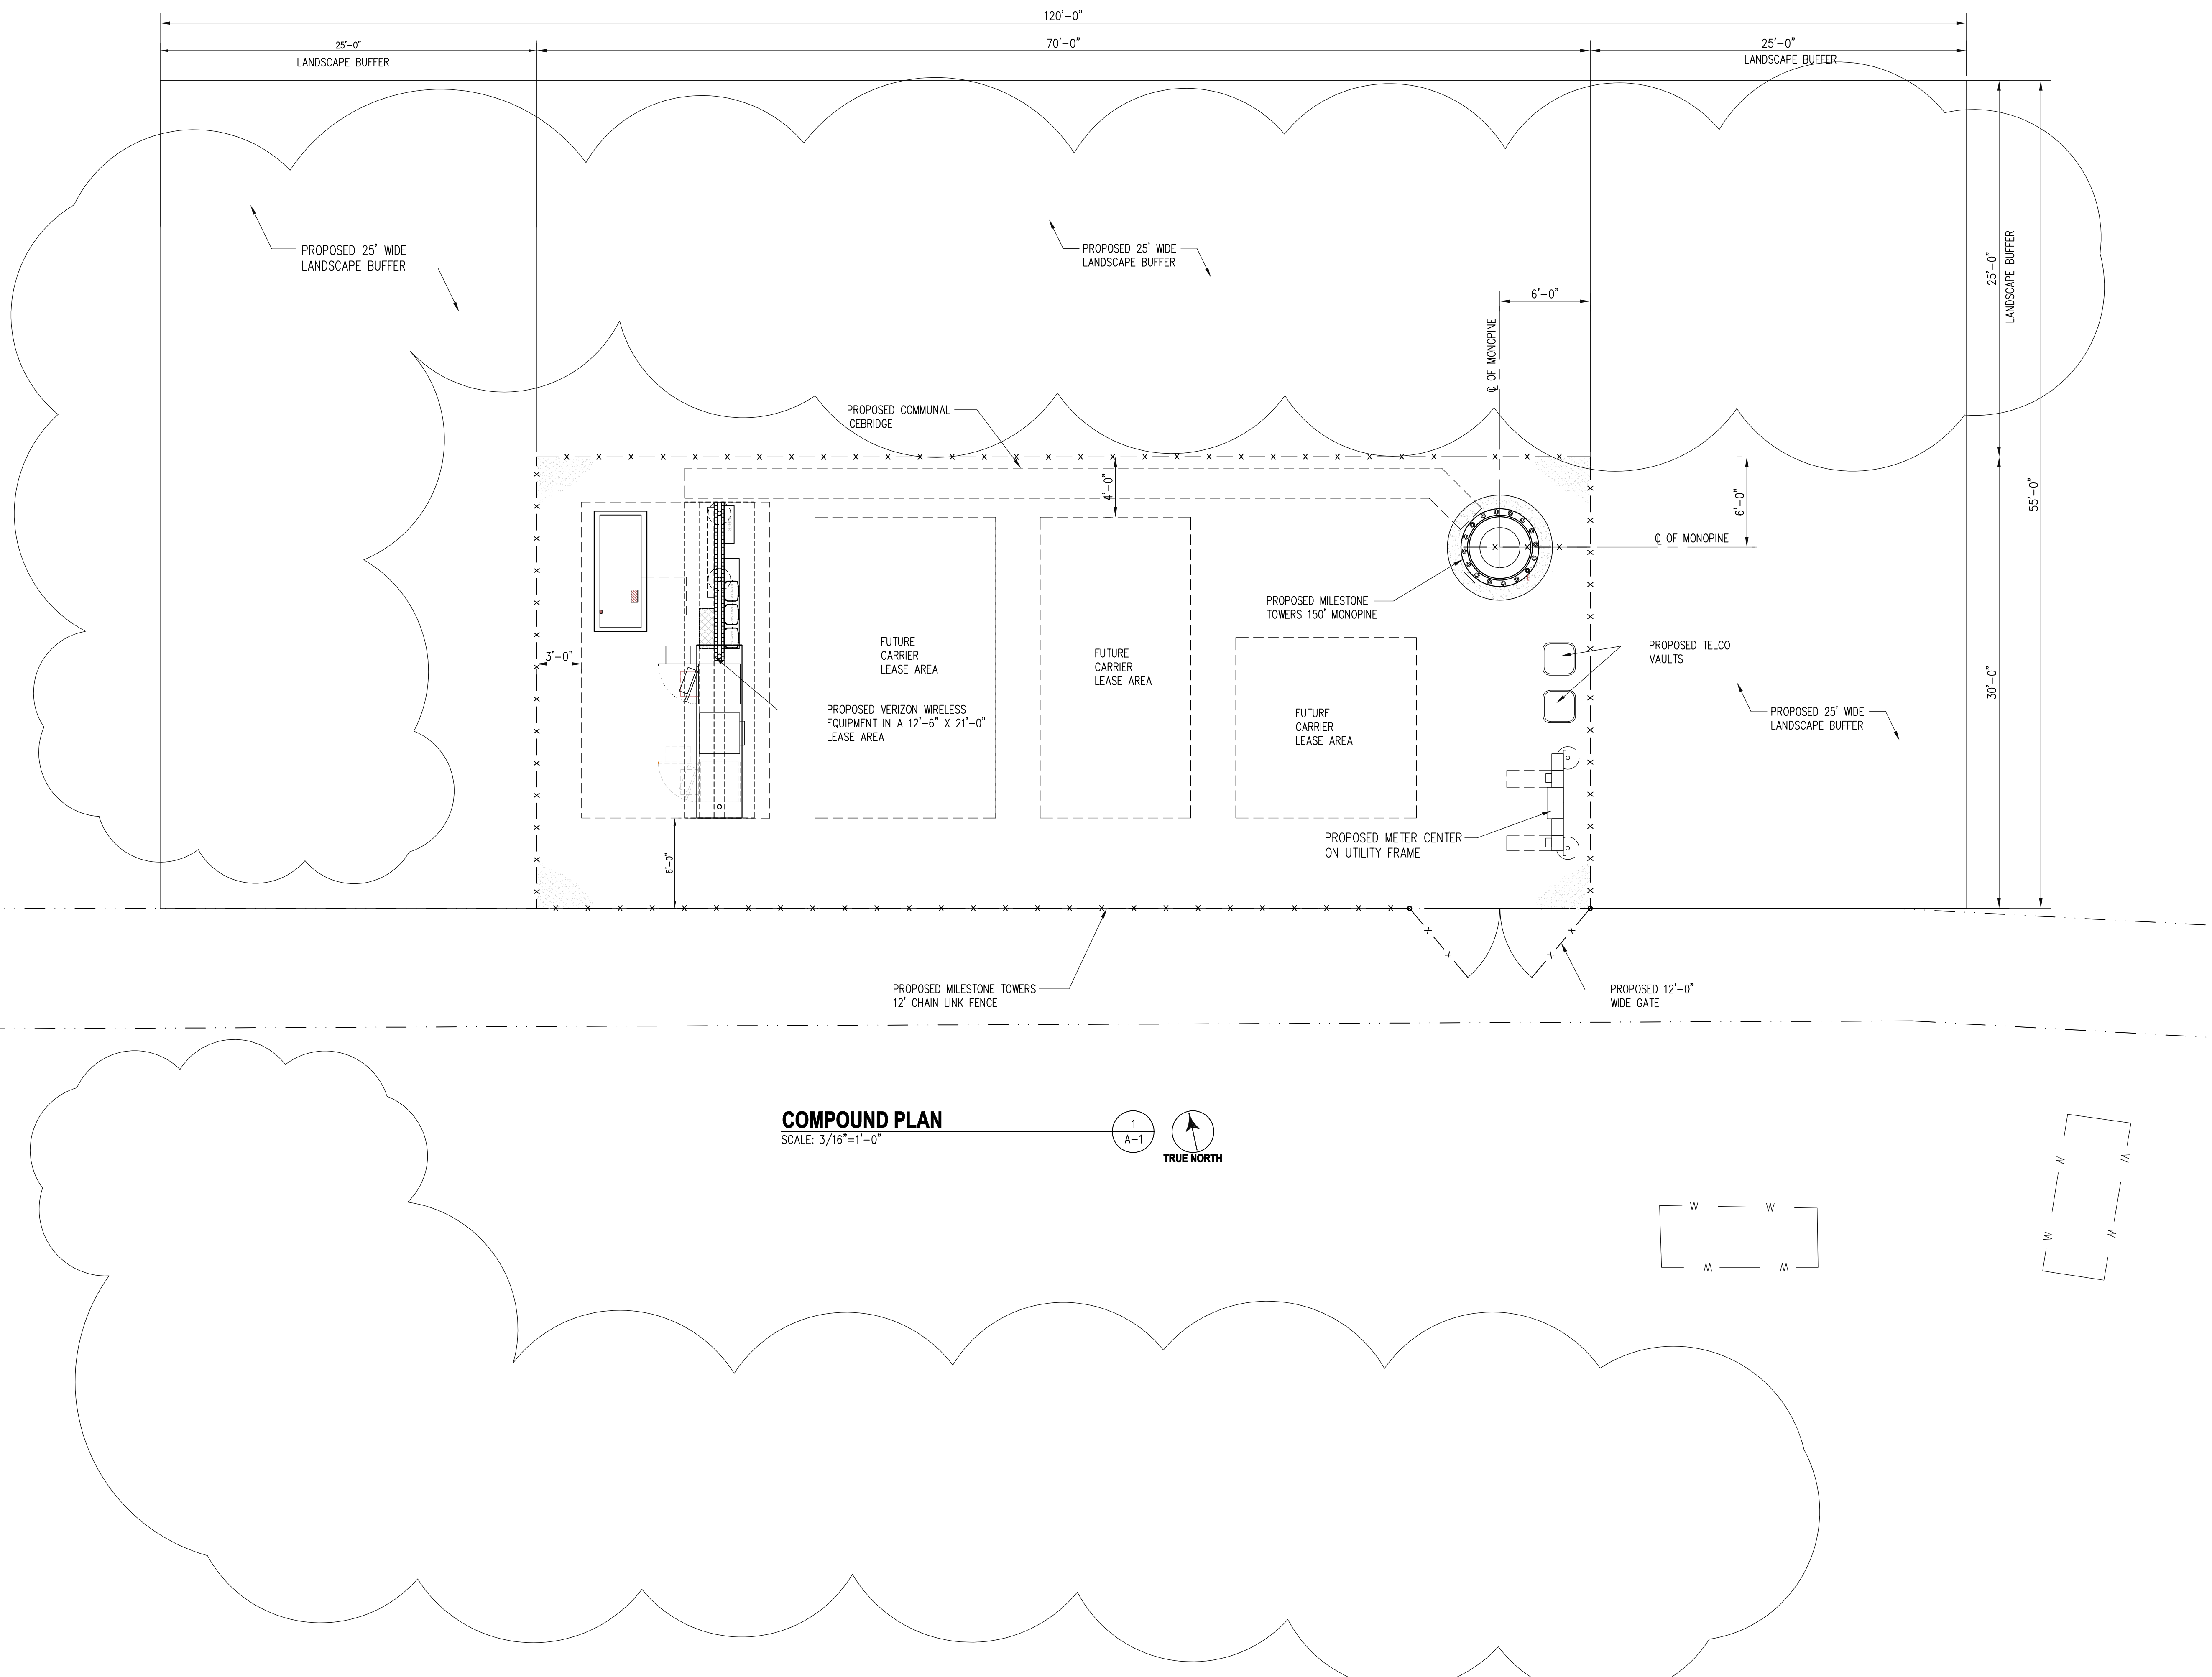 120'-0"
25'-0"
LANDSCAPE BUFFER
70'-0"
25'-0"
LANDSCAPE BUFFER
PROPOSED 25' WIDE
LANDSCAPE BUFFER
PROPOSED 25' WIDE
LANDSCAPE BUFFER
25'-0"
LANDSCAPE BUFFER
6'-0"
℄ OF MONOPINE
PROPOSED COMMUNAL
ICEBRIDGE
4'-0"
6'-0"
55'-0"
℄ OF MONOPINE
PROPOSED MILESTONE
TOWERS 150' MONOPINE
FUTURE
CARRIER
LEASE AREA
FUTURE
CARRIER
LEASE AREA
PROPOSED TELCO
VAULTS
3'-0"
30'-0"
PROPOSED VERIZON WIRELESS
EQUIPMENT IN A 12'-6" X 21'-0"
LEASE AREA
FUTURE
CARRIER
LEASE AREA
PROPOSED 25' WIDE
LANDSCAPE BUFFER
PROPOSED METER CENTER
ON UTILITY FRAME
6'-0"
PROPOSED MILESTONE TOWERS
12' CHAIN LINK FENCE
PROPOSED 12'-0"
WIDE GATE
COMPOUND PLAN
SCALE: 3/16"=1'-0"
1
A-1
TRUE NORTH
W W
W W
W W
W W